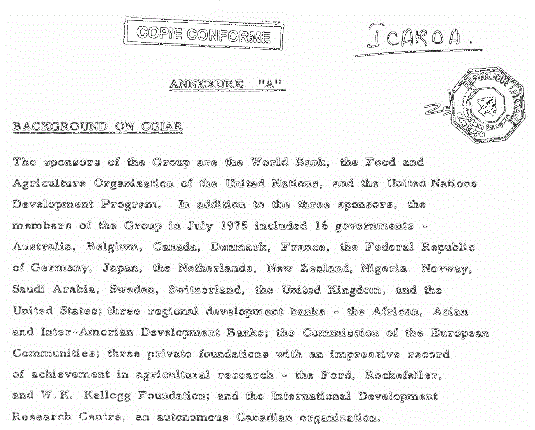 COPIE CONFORME
ICARDA.
ANNEXURE "A"
BACKGROUND ON CGIAR
The sponsors of the Group are the World Bank, the Food and
Agriculture Organization of the United Nations, and the United Nations
Development Program. In addition to the three sponsors, the
members of the Group in July 1975 included 16 governments -
Australia, Belgium, Canada, Denmark, France, the Federal Republic
of Germany, Japan, the Netherlands, New Zealand, Nigeria Norway,
Saudi Arabia, Sweden, Switzerland, the United Kingdom, and the
United States; three regional development banks - the African, Asian
and Inter-American Development Banks; the Commission of the European
Communities; three private foundations with an impressive record
of achievement in agricultural research - the Ford, Rockefeller,
and W.K. Kellogg Foundation; and the International Development
Research Centre, an autonomous Canadian organization.